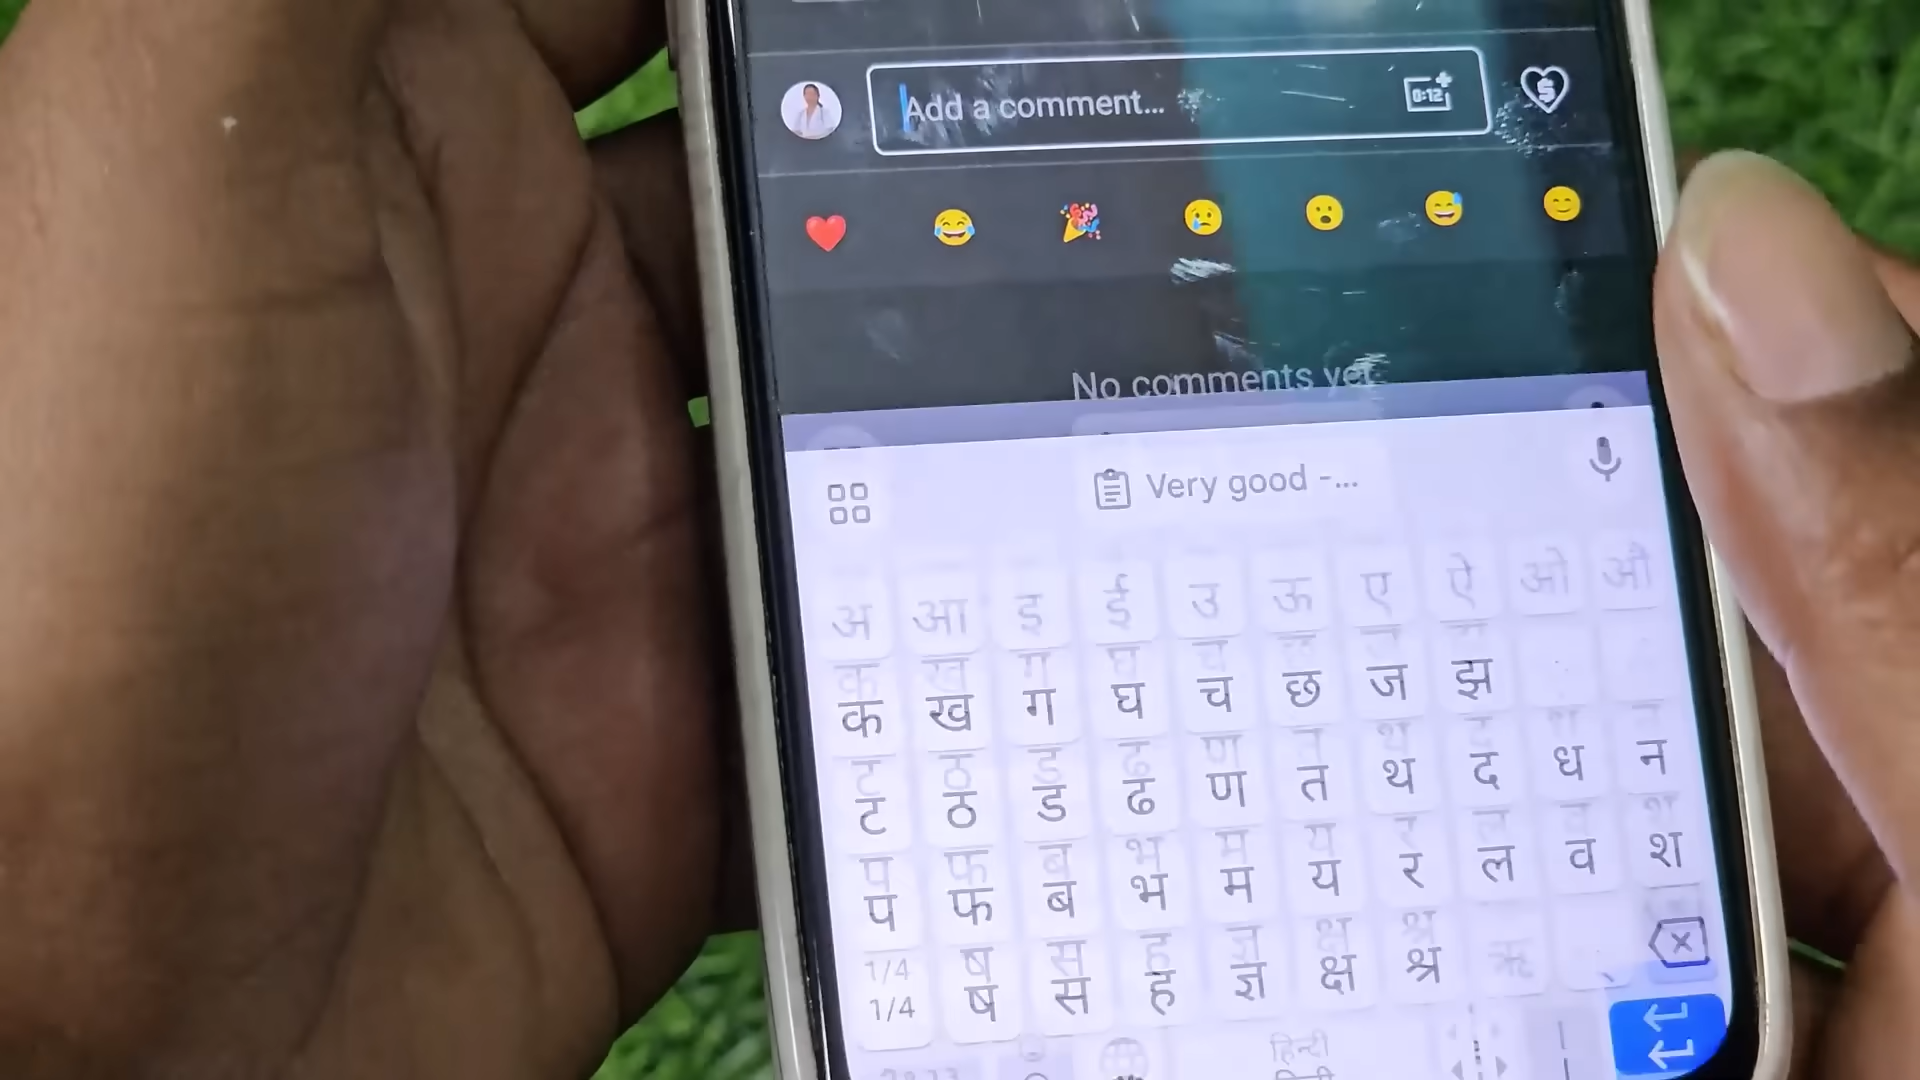 Add a comment...
0:12
No comments yet
Very good -...
अ आ इ ई उ ऊ ए ऐ ओ औ
क ख ग घ च छ ज झ
ट ठ ड ढ ण त थ द ध न
प फ ब भ म य र ल व श
1/4 ष स ह ज्ञ क्ष श्र
हिन्दी